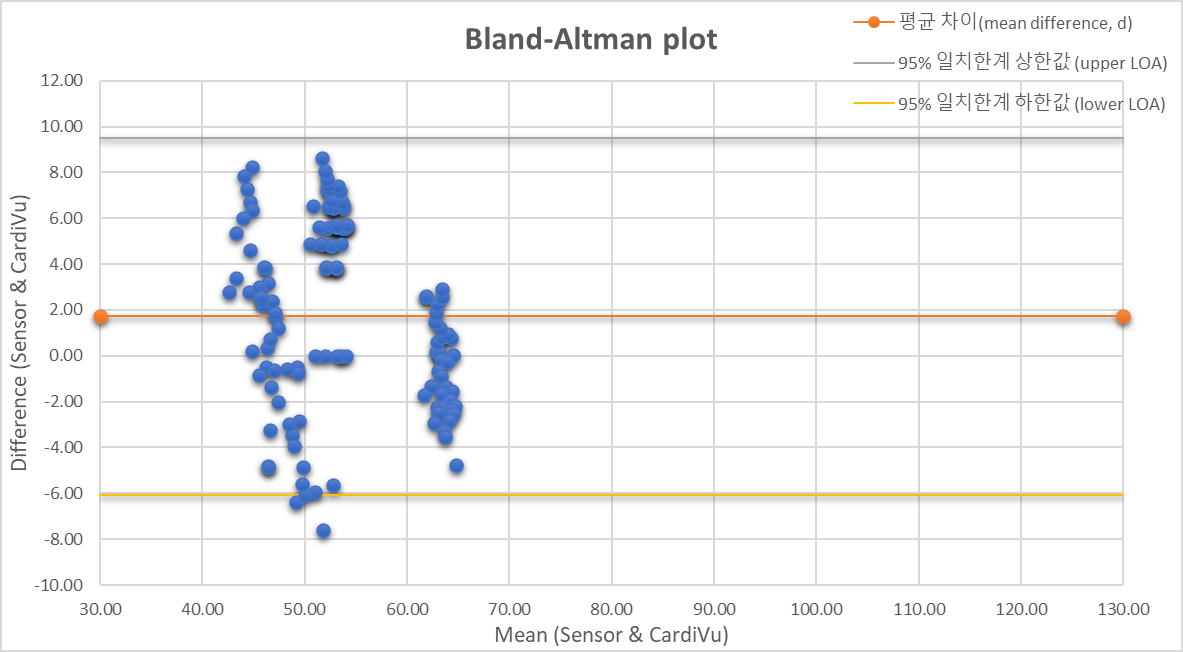 Bland-Altman plot
평균 차이(mean difference, d)
95% 일치한계 상한값 (upper LOA)
95% 일치한계 하한값 (lower LOA)
12.00
10.00
8.00
6.00
4.00
2.00
0.00
-2.00
-4.00
-6.00
-8.00
-10.00
Difference (Sensor & CardiVu)
30.00 40.00 50.00 60.00 70.00 80.00 90.00 100.00 110.00 120.00 130.00
Mean (Sensor & CardiVu)